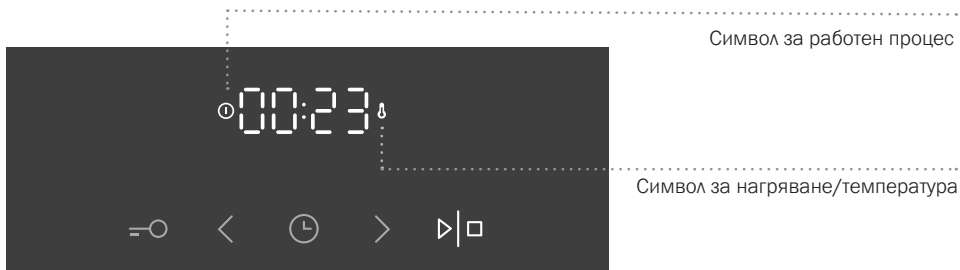 Символ за работен процес
00:23
Символ за нагряване/температура